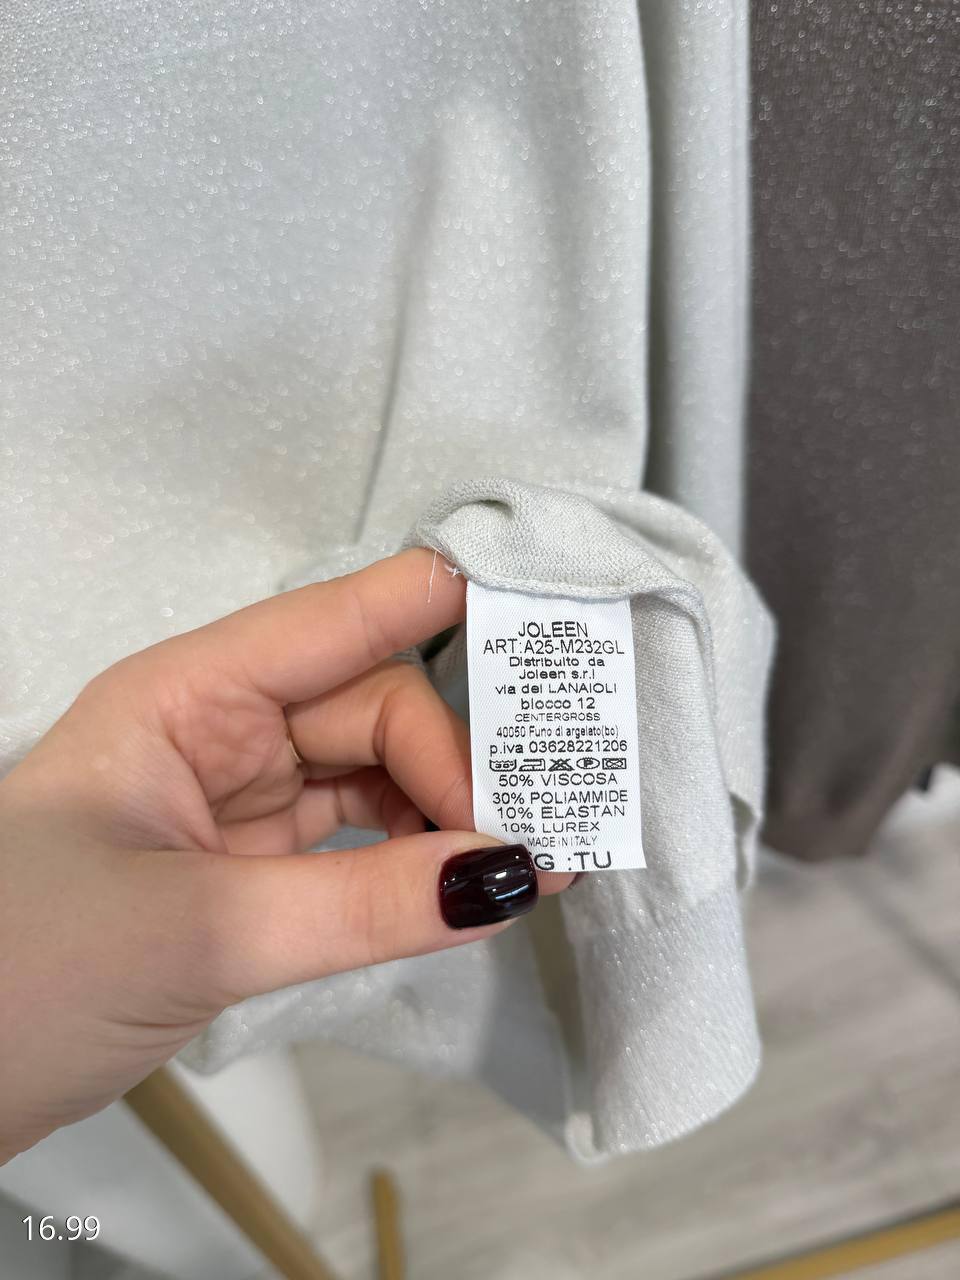 JOLEEN
ART:A25-M232GL
Distribuito da
Joleen s.r.l
via dei LANAIOLI
blocco 12
CENTERGROSS
40050 Funo di argelato(bo)
p.iva 03628221206
50% VISCOSA
30% POLIAMMIDE
10% ELASTAN
10% LUREX
MADE IN ITALY
G :TU
16.99